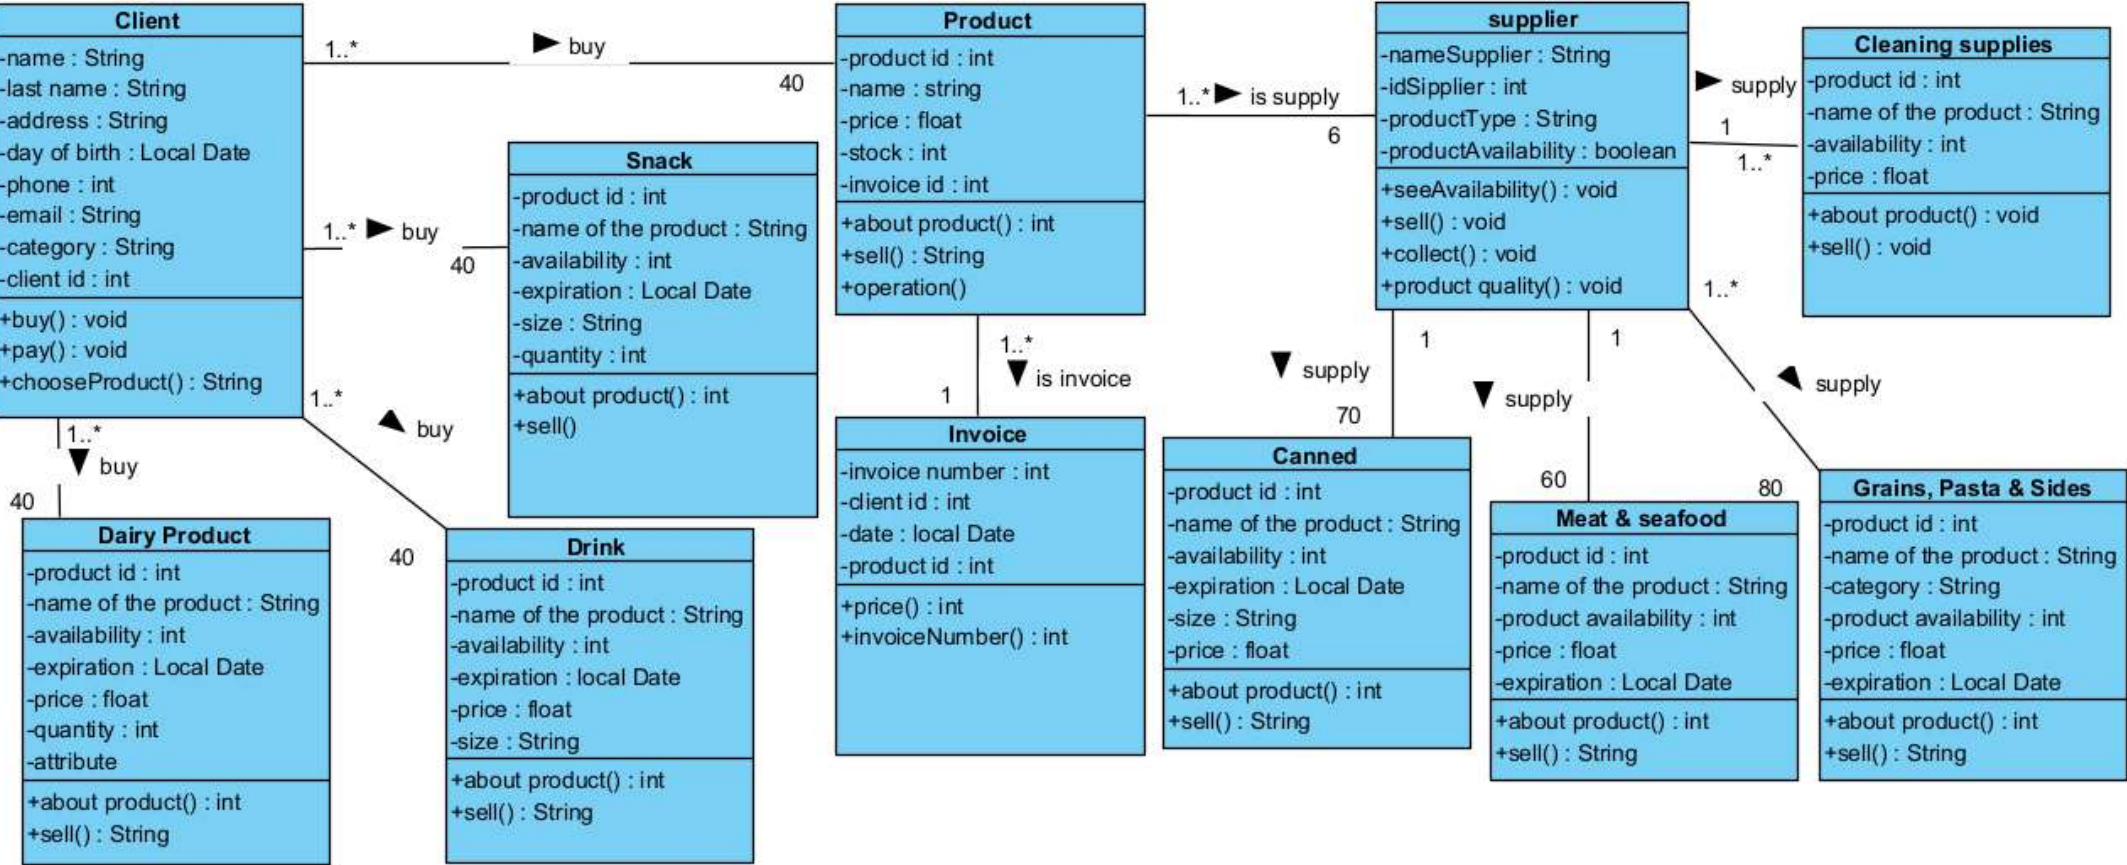 Client
-name : String
-last name : String
-address : String
-day of birth : Local Date
-phone : int
-email : String
-category : String
-client id : int
+buy() : void
+pay() : void
+chooseProduct() : String
1..*
buy
40
1..*
buy
40
1..*
buy
40
1..*
buy
40
Product
-product id : int
-name : string
-price : float
-stock : int
-invoice id : int
+about product() : int
+sell() : String
+operation()
1..*
is supply
6
1..*
is invoice
1
supplier
-nameSupplier : String
-idSipplier : int
-productType : String
-productAvailability : boolean
+seeAvailability() : void
+sell() : void
+collect() : void
+product quality() : void
supply
1
1..*
Cleaning supplies
-product id : int
-name of the product : String
-availability : int
-price : float
+about product() : void
+sell() : void
Snack
-product id : int
-name of the product : String
-availability : int
-expiration : Local Date
-size : String
-quantity : int
+about product() : int
+sell()
1
supply
70
1
supply
60
1..*
supply
80
Dairy Product
-product id : int
-name of the product : String
-availability : int
-expiration : Local Date
-price : float
-quantity : int
-attribute
+about product() : int
+sell() : String
Drink
-product id : int
-name of the product : String
-availability : int
-expiration : local Date
-price : float
-size : String
+about product() : int
+sell() : String
Invoice
-invoice number : int
-client id : int
-date : local Date
-product id : int
+price() : int
+invoiceNumber() : int
Canned
-product id : int
-name of the product : String
-availability : int
-expiration : Local Date
-size : String
-price : float
+about product() : int
+sell() : String
Meat & seafood
-product id : int
-name of the product : String
-product availability : int
-price : float
-expiration : Local Date
+about product() : int
+sell() : String
Grains, Pasta & Sides
-product id : int
-name of the product : String
-category : String
-product availability : int
-price : float
-expiration : Local Date
+about product() : int
+sell() : String